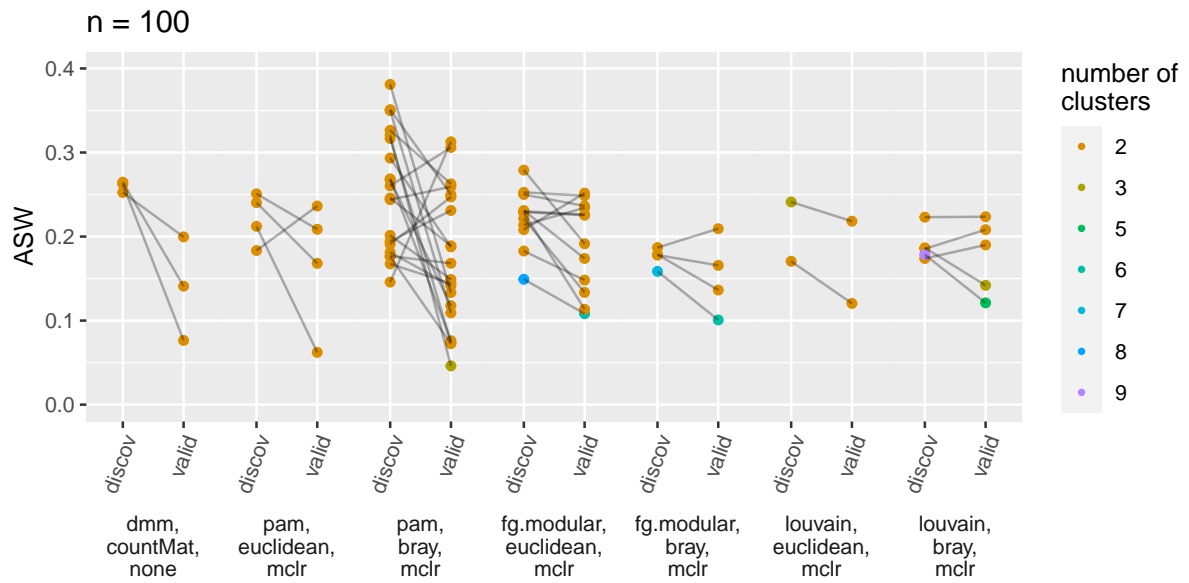 n = 100
ASW
0.4
0.3
0.2
0.1
0.0
discov
valid
discov
valid
discov
valid
discov
valid
discov
valid
discov
valid
discov
valid
dmm,
countMat,
none
pam,
euclidean,
mclr
pam,
bray,
mclr
fg.modular,
euclidean,
mclr
fg.modular,
bray,
mclr
louvain,
euclidean,
mclr
louvain,
bray,
mclr
number of
clusters
2
3
5
6
7
8
9